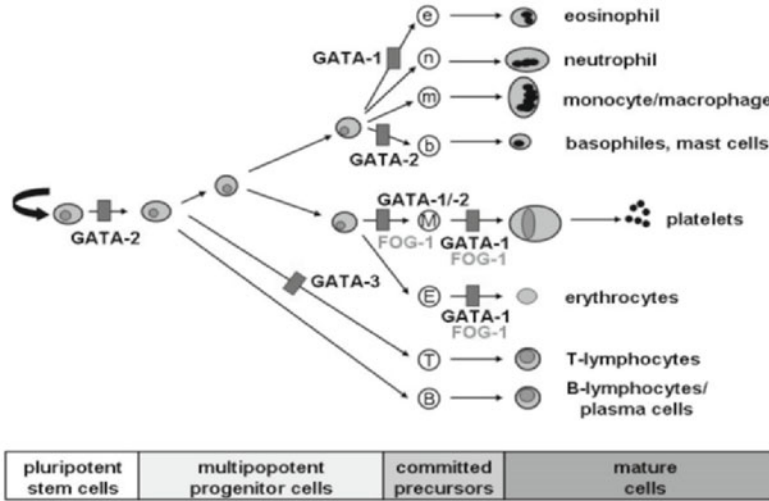 e
eosinophil
GATA-1
n
neutrophil
m
monocyte/macrophage
b
basophiles, mast cells
GATA-2
GATA-2
GATA-1/-2
M
FOG-1
GATA-1
FOG-1
platelets
GATA-3
E
GATA-1
FOG-1
erythrocytes
T
T-lymphocytes
B
B-lymphocytes/
plasma cells
pluripotent
stem cells
multipopotent
progenitor cells
committed
precursors
mature
cells